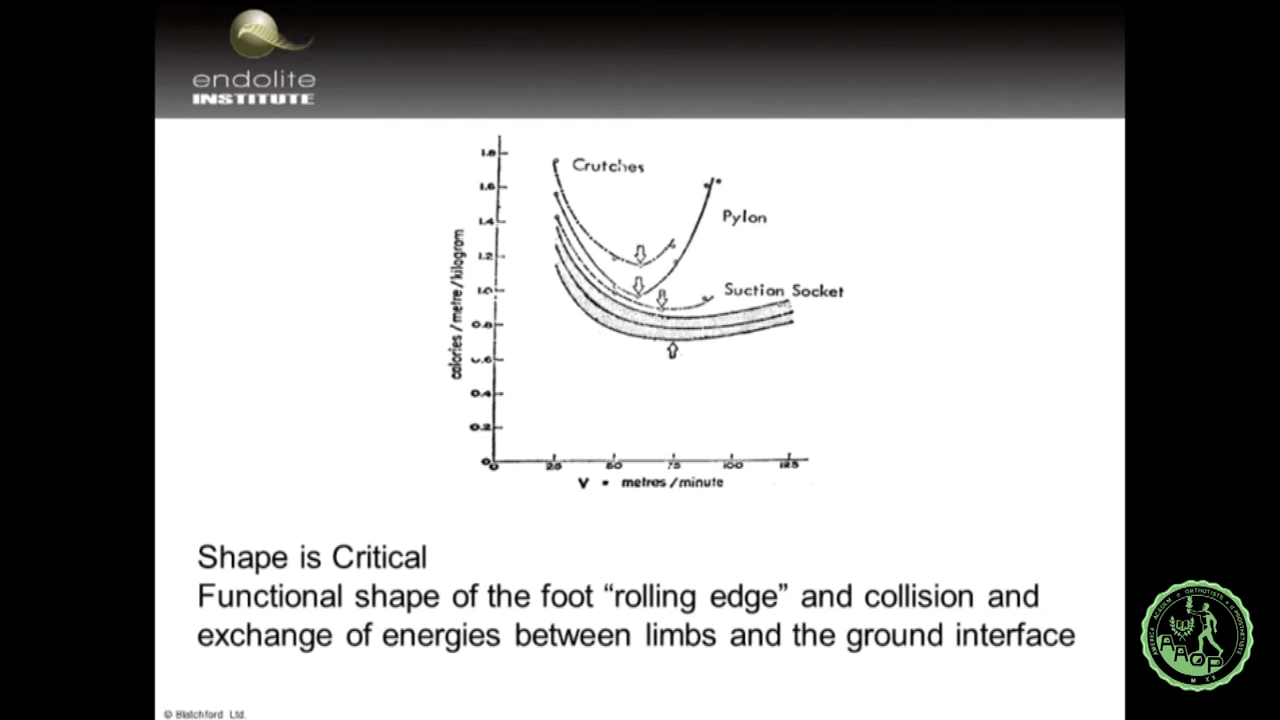 endolite
INSTITUTE
1.8
Crutches
1.6
Pylon
1.4
1.2
calories / metre / kilogram
1.0
Suction Socket
0.8
0.4
0.2
0
0 25 50 75 100 125
V = metres / minute
Shape is Critical
Functional shape of the foot “rolling edge” and collision and
exchange of energies between limbs and the ground interface
AAOP
M XX
© Blatchford Ltd.